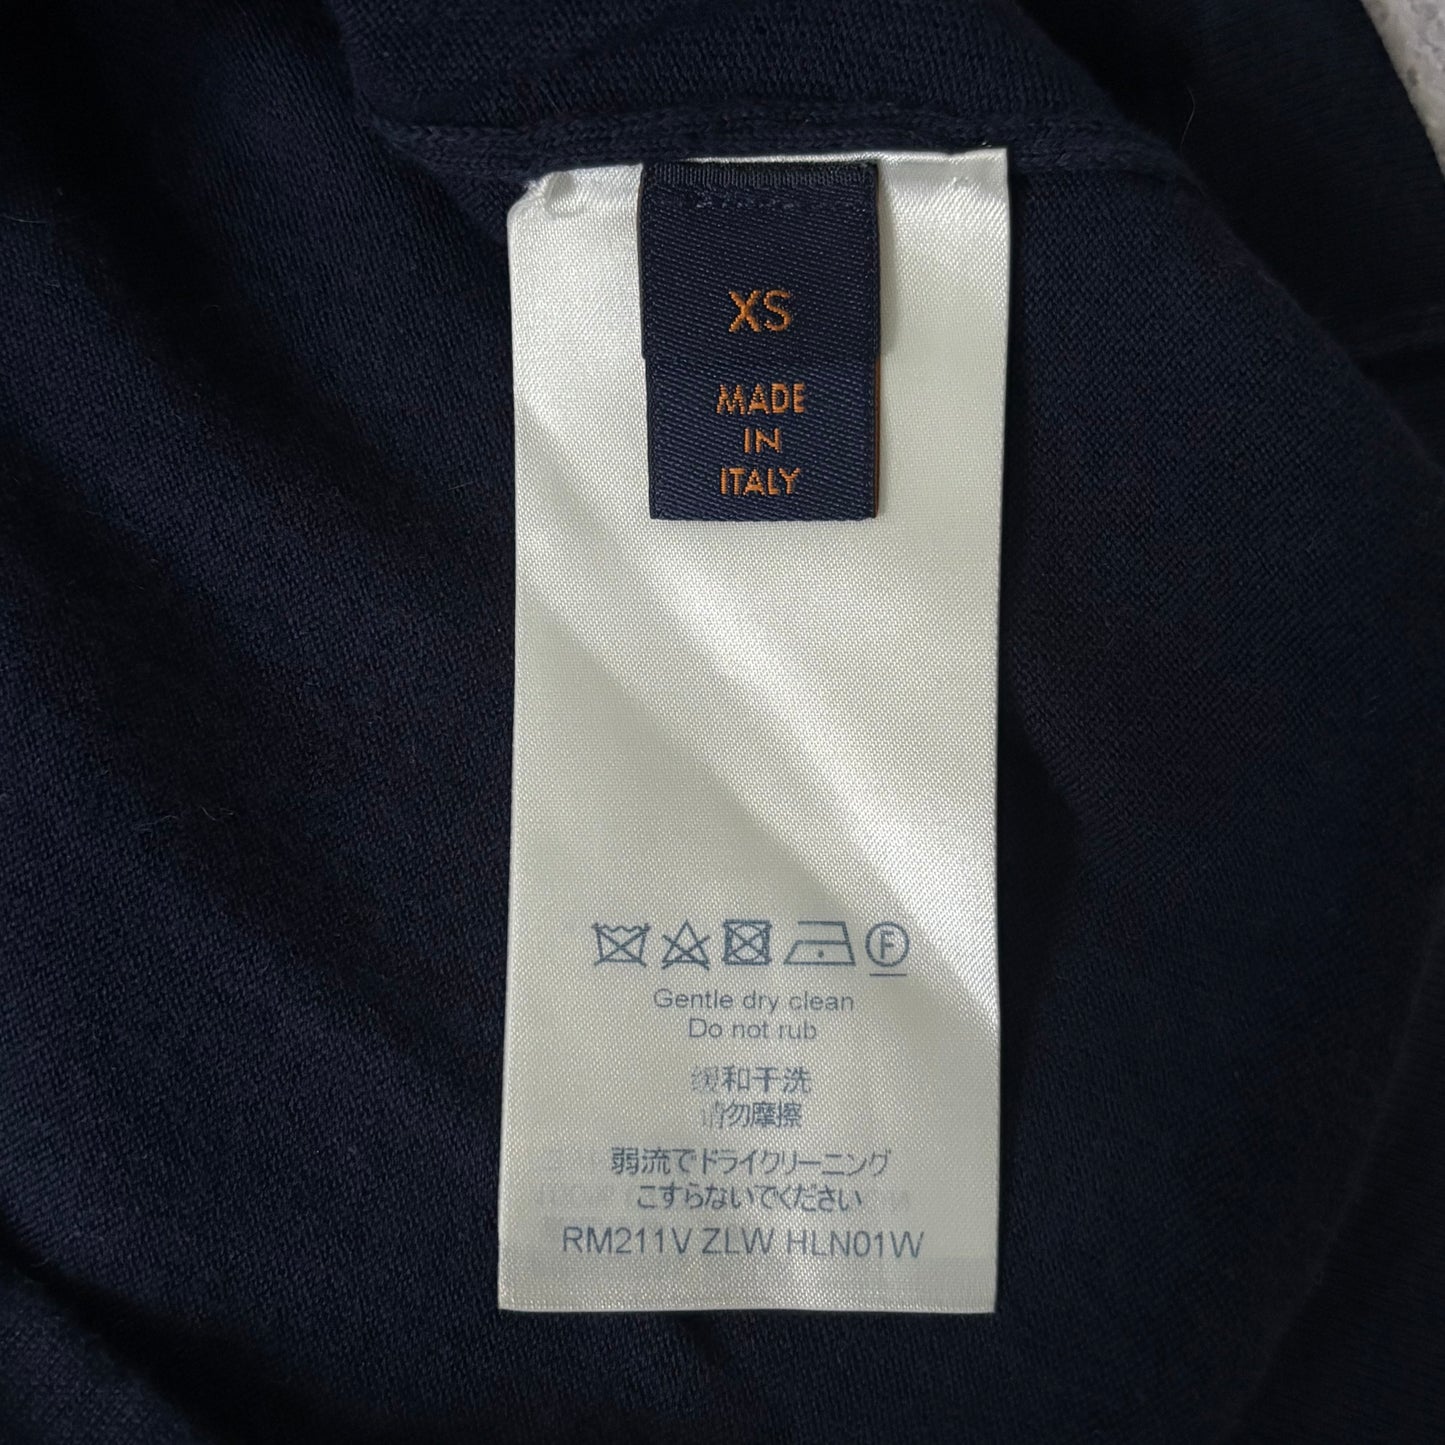 XS
MADE
IN
ITALY
F
Gentle dry clean
Do not rub
缓和干洗
请勿摩擦
弱流でドライクリーニング
こすらないでください
RM211V ZLW HLN01W